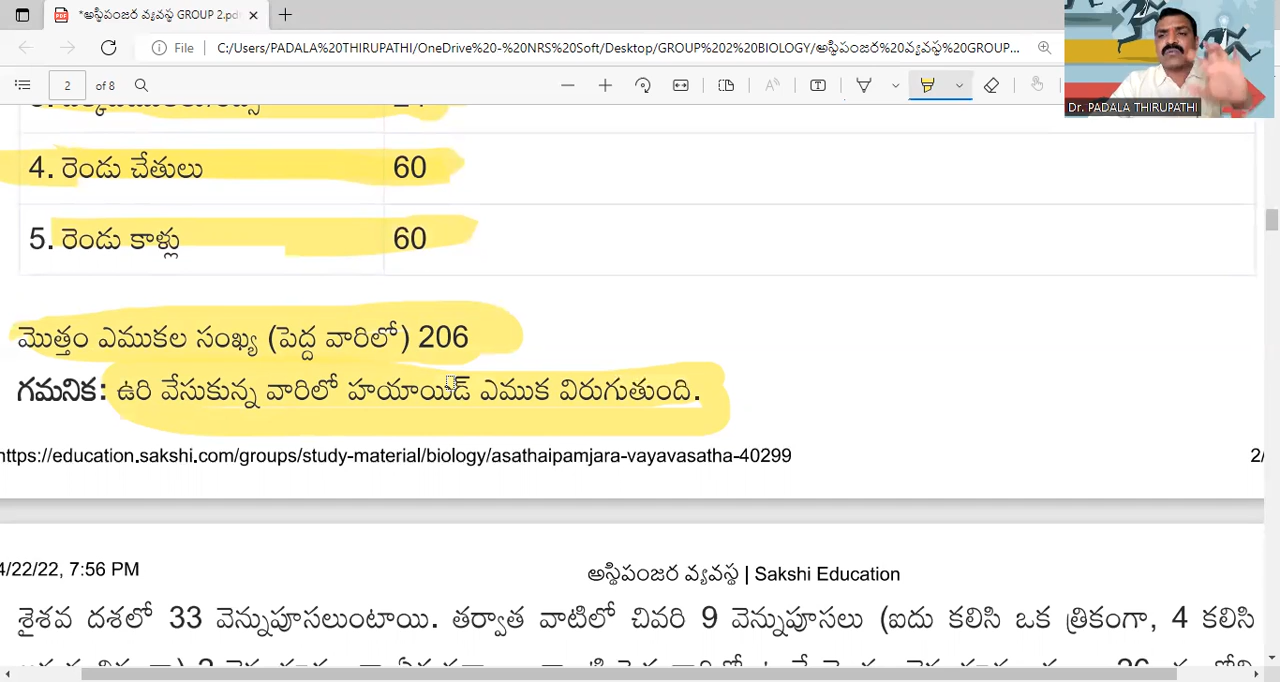 *అస్థిపంజర వ్యవస్థ GROUP 2.pd
File C:/Users/PADALA%20THIRUPATHI/OneDrive%20-%20NRS%20Soft/Desktop/GROUP%202%20BIOLOGY/అస్థిపంజర%20వ్యవస్థ%20GROUP...
2 of 8
Dr. PADALA THIRUPATHI
4. రెండు చేతులు 60
5. రెండు కాళ్లు 60
మొత్తం ఎముకల సంఖ్య (పెద్ద వారిలో) 206
గమనిక: ఉరి వేసుకున్న వారిలో హయాయిడ్ ఎముక విరుగుతుంది.
https://education.sakshi.com/groups/study-material/biology/asathaipamjara-vayavasatha-40299 2/
4/22/22, 7:56 PM అస్థిపంజర వ్యవస్థ | Sakshi Education
శైశవ దశలో 33 వెన్నుపూసలుంటాయి. తర్వాత వాటిలో చివరి 9 వెన్నుపూసలు (ఐదు కలిసి ఒక త్రికంగా, 4 కలిసి